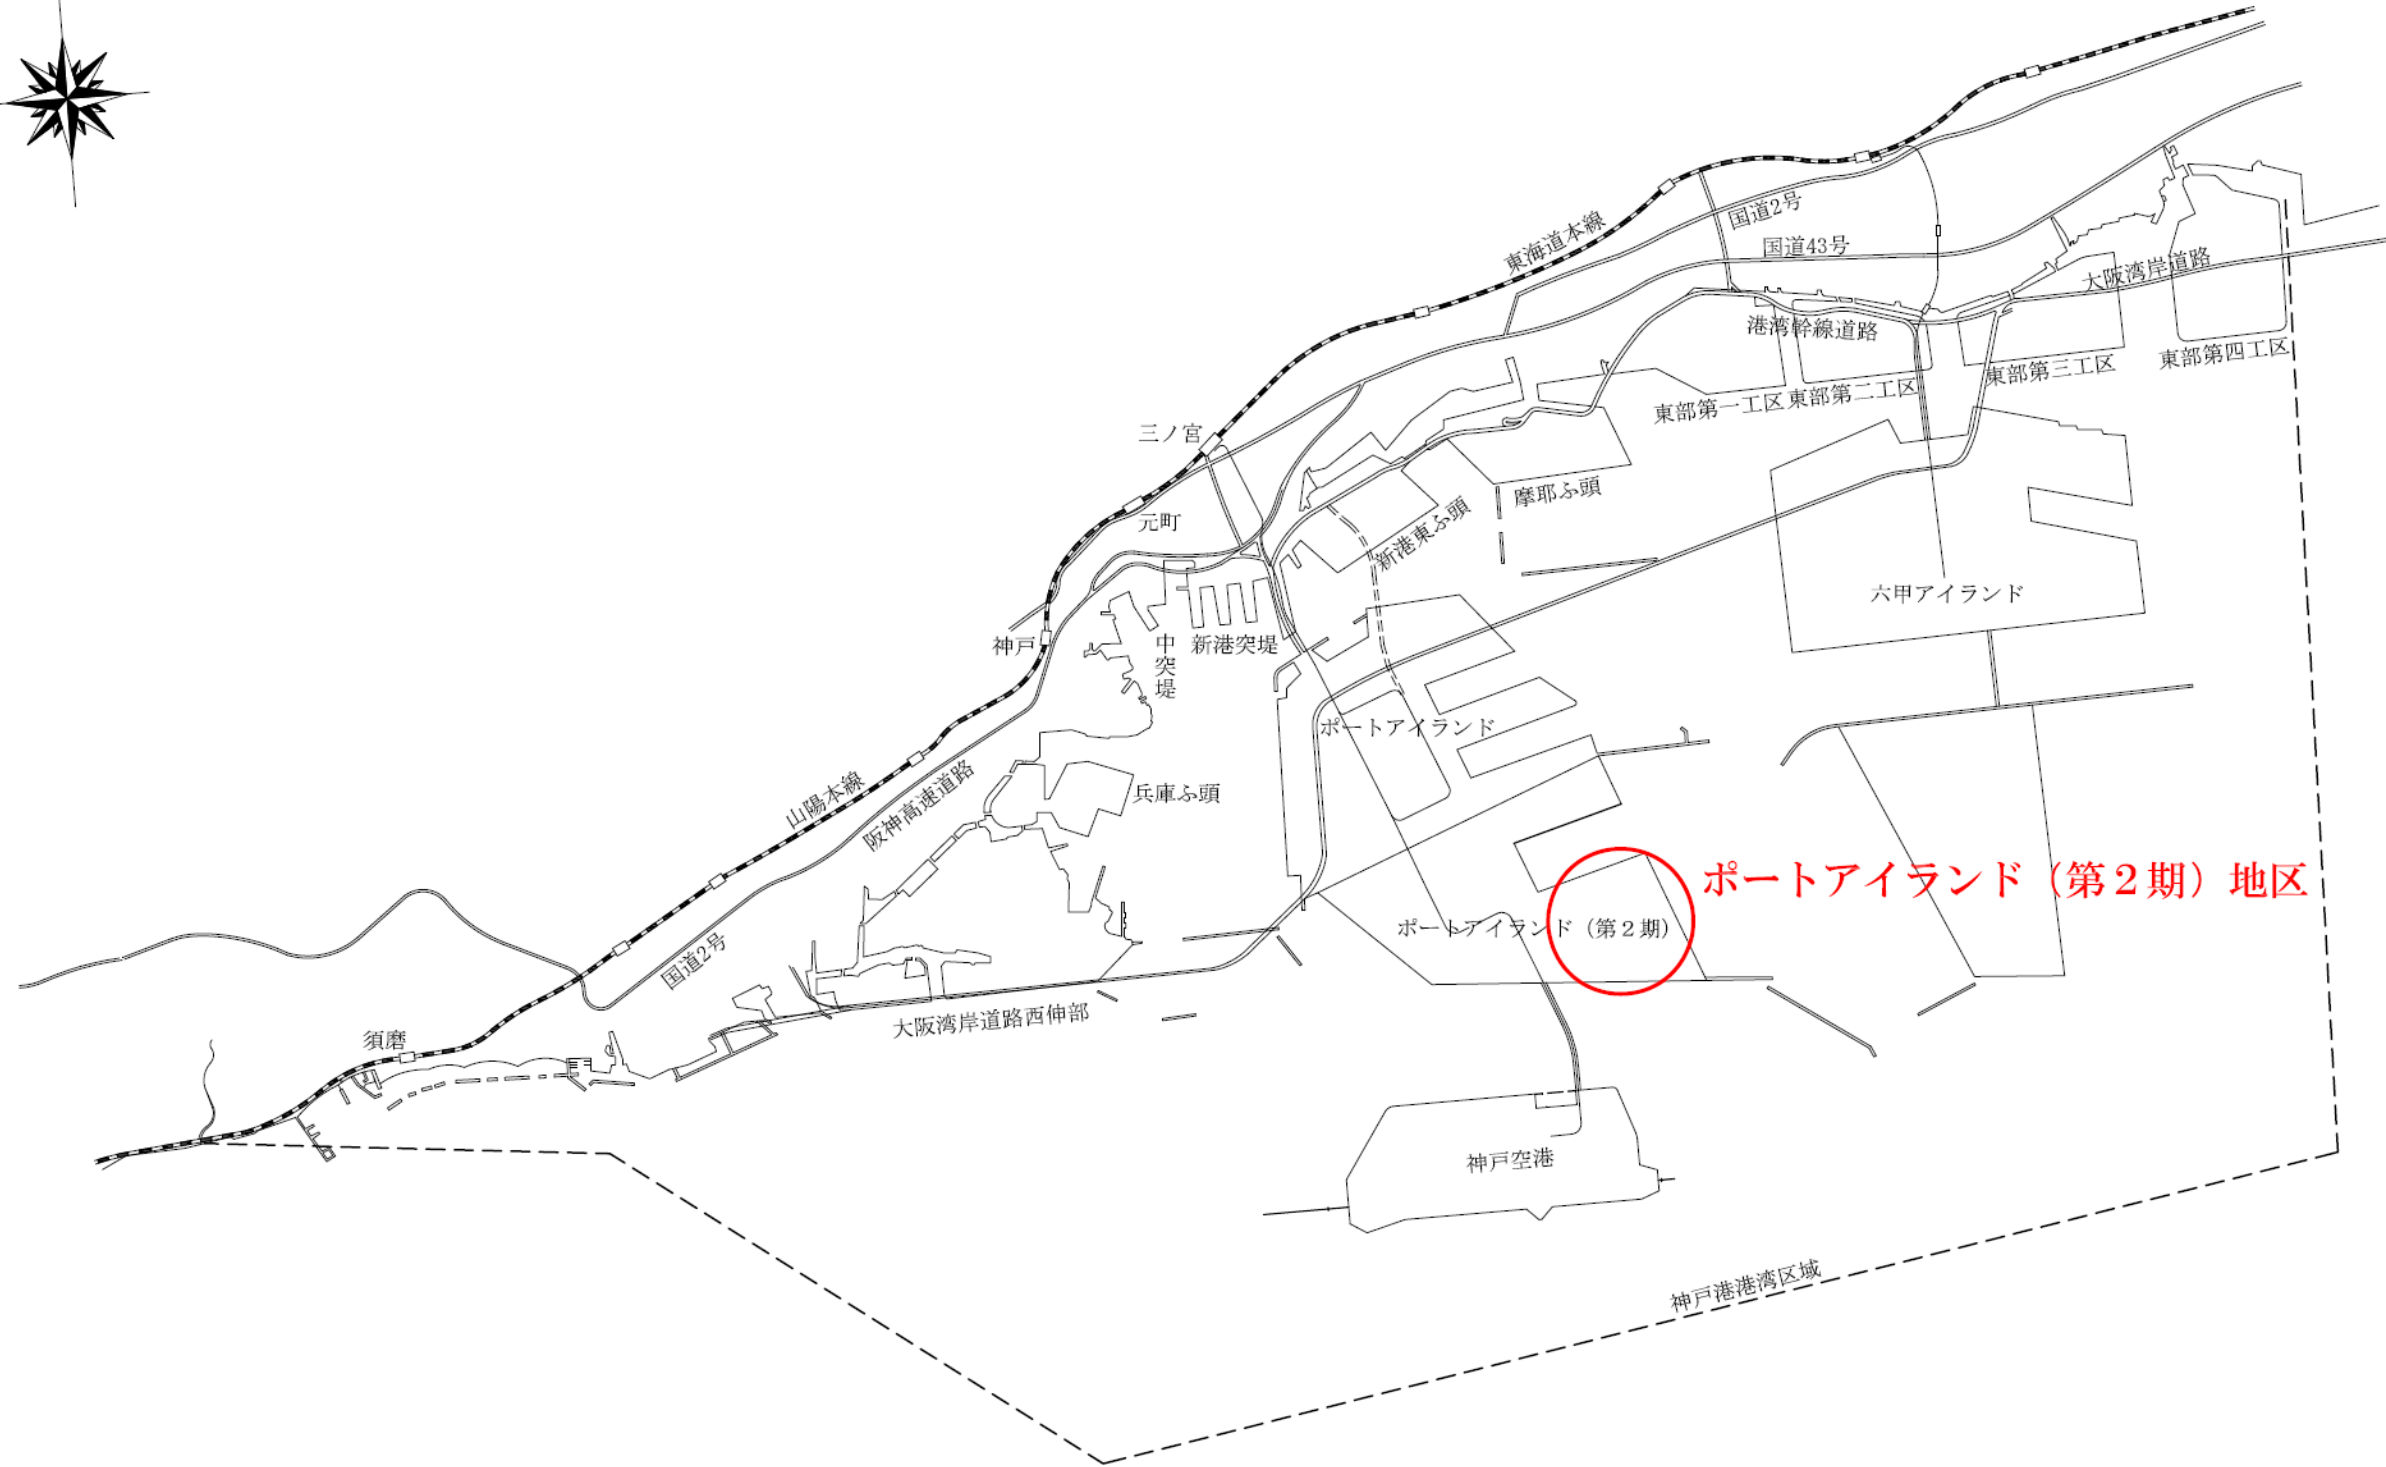 東海道本線
国道2号
国道43号
大阪湾岸道路
港湾幹線道路
東部第四工区
東部第三工区
東部第二工区
東部第一工区
三ノ宮
摩耶ふ頭
元町
新港東ふ頭
六甲アイランド
神戸
中突堤
新港突堤
ポートアイランド
山陽本線
阪神高速道路
兵庫ふ頭
ポートアイランド（第２期）地区
ポートアイランド（第２期）
国道2号
大阪湾岸道路西伸部
須磨
神戸空港
神戸港港湾区域